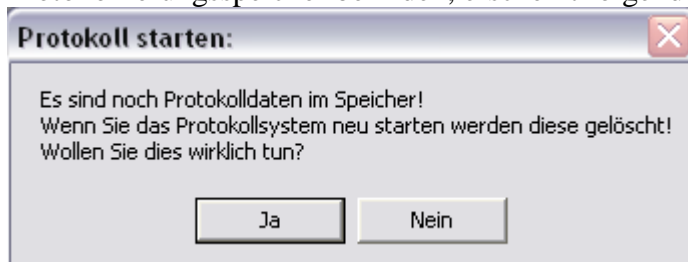 Protokoll starten:
Es sind noch Protokolldaten im Speicher!
Wenn Sie das Protokollsystem neu starten werden diese gelöscht!
Wollen Sie dies wirklich tun?
Ja Nein